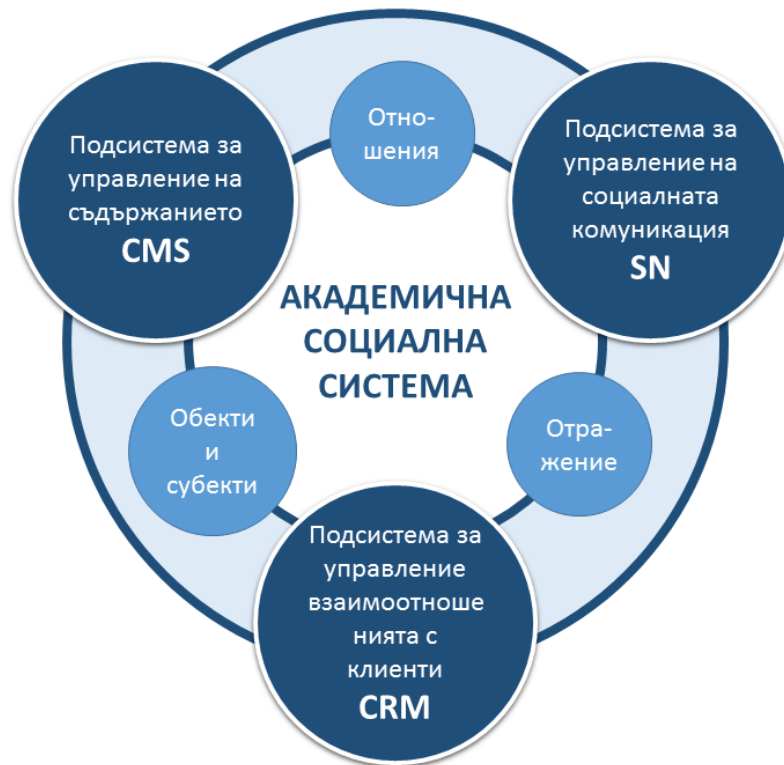 Отно-
шения
Подсистема за
управление на
съдържанието
CMS
Подсистема за
управление на
социалната
комуникация
SN
АКАДЕМИЧНА
СОЦИАЛНА
СИСТЕМА
Обекти
и
субекти
Отра-
жение
Подсистема за
управление
взаимоотноше
нията с
клиенти
CRM